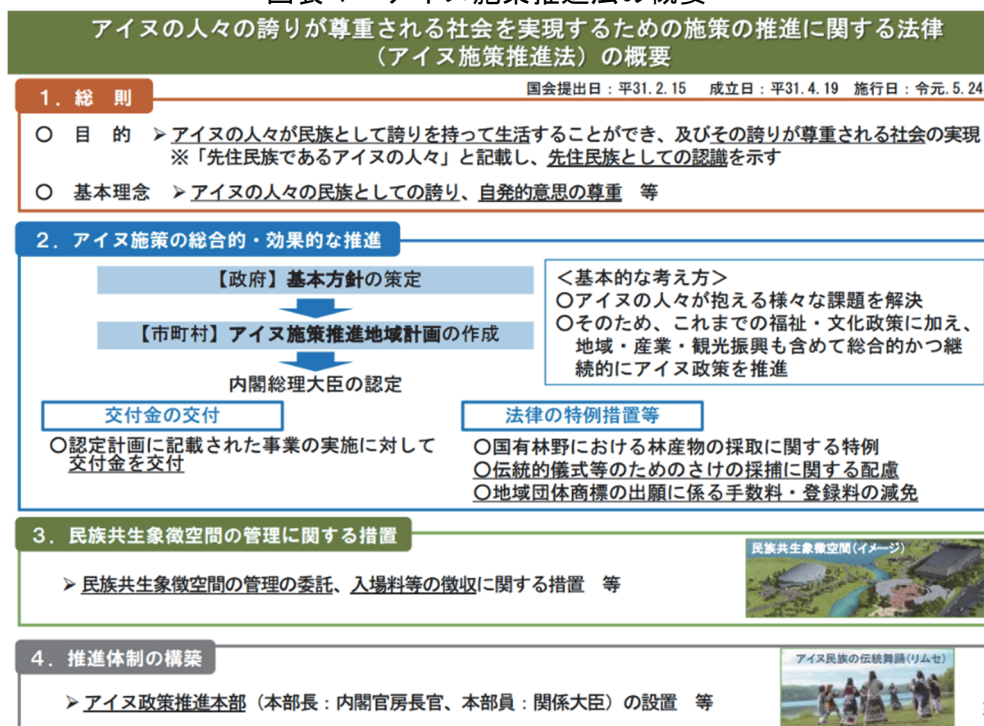 アイヌの人々の誇りが尊重される社会を実現するための施策の推進に関する法律
（アイヌ施策推進法）の概要
国会提出日：平31.2.15　成立日：平31.4.19　施行日：令元.5.24
1．総　則
○　目　的　➢アイヌの人々が民族として誇りを持って生活することができ、及びその誇りが尊重される社会の実現
※「先住民族であるアイヌの人々」と記載し、先住民族としての認識を示す
○　基本理念　➢アイヌの人々の民族としての誇り、自発的意思の尊重　等
2．アイヌ施策の総合的・効果的な推進
【政府】基本方針の策定
【市町村】アイヌ施策推進地域計画の作成
内閣総理大臣の認定
＜基本的な考え方＞
○アイヌの人々が抱える様々な課題を解決
○そのため、これまでの福祉・文化政策に加え、
地域・産業・観光振興も含めて総合的かつ継
続的にアイヌ政策を推進
交付金の交付
○認定計画に記載された事業の実施に対して
交付金を交付
法律の特例措置等
○国有林野における林産物の採取に関する特例
○伝統的儀式等のためのさけの採捕に関する配慮
○地域団体商標の出願に係る手数料・登録料の減免
3．民族共生象徴空間の管理に関する措置
民族共生象徴空間(イメージ)
➢民族共生象徴空間の管理の委託、入場料等の徴収に関する措置　等
4．推進体制の構築
アイヌ民族の伝統舞踊(リムセ)
➢アイヌ政策推進本部（本部長：内閣官房長官、本部員：関係大臣）の設置　等